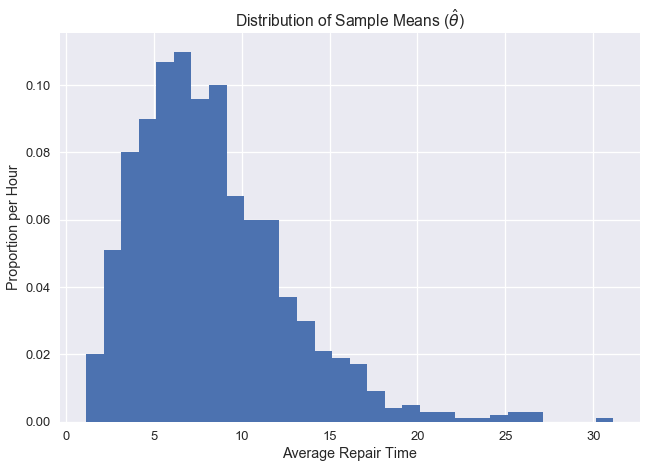 Distribution of Sample Means (θ̂)
Proportion per Hour
0.10
0.08
0.06
0.04
0.02
0.00
0 5 10 15 20 25 30
Average Repair Time